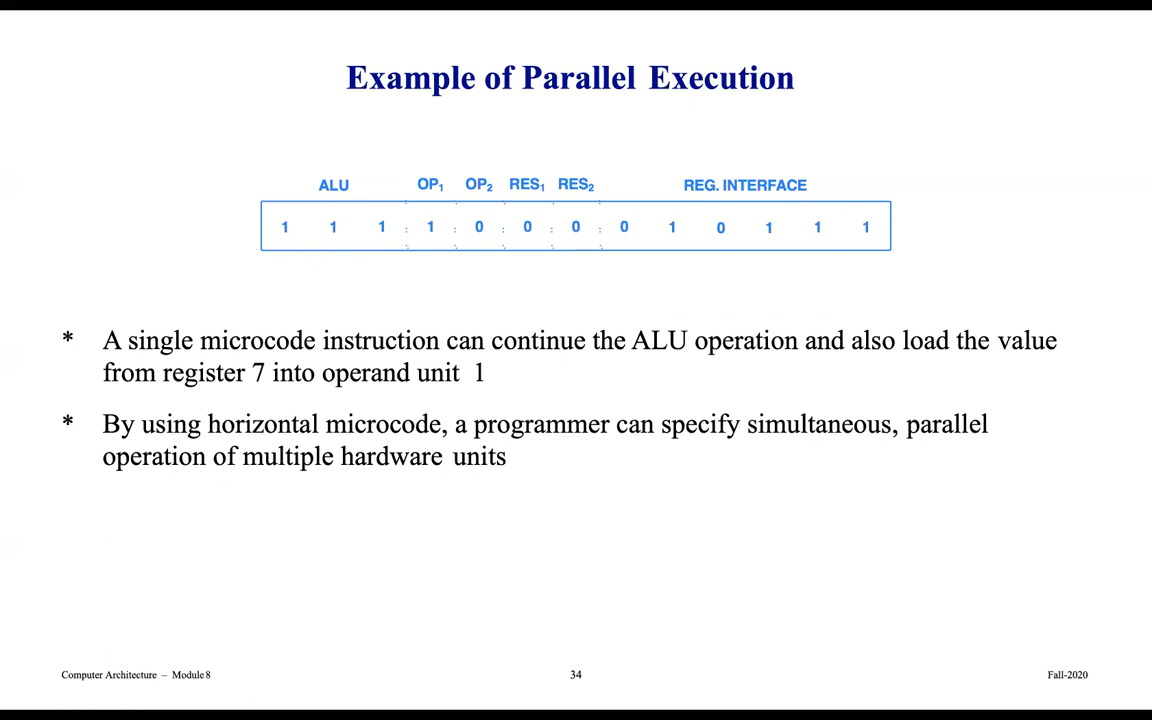 Example of Parallel Execution
ALU OP₁ OP₂ RES₁ RES₂ REG. INTERFACE
1 1 1 1 0 0 0 0 1 0 1 1 1
* A single microcode instruction can continue the ALU operation and also load the value
from register 7 into operand unit 1
* By using horizontal microcode, a programmer can specify simultaneous, parallel
operation of multiple hardware units
Computer Architecture – Module 8 34 Fall-2020